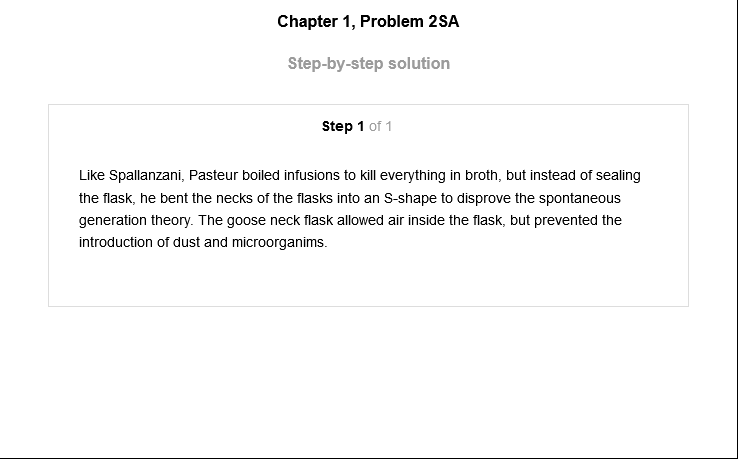 Chapter 1, Problem 2SA
Step-by-step solution
Step 1 of 1
Like Spallanzani, Pasteur boiled infusions to kill everything in broth, but instead of sealing
the flask, he bent the necks of the flasks into an S-shape to disprove the spontaneous
generation theory. The goose neck flask allowed air inside the flask, but prevented the
introduction of dust and microorganims.